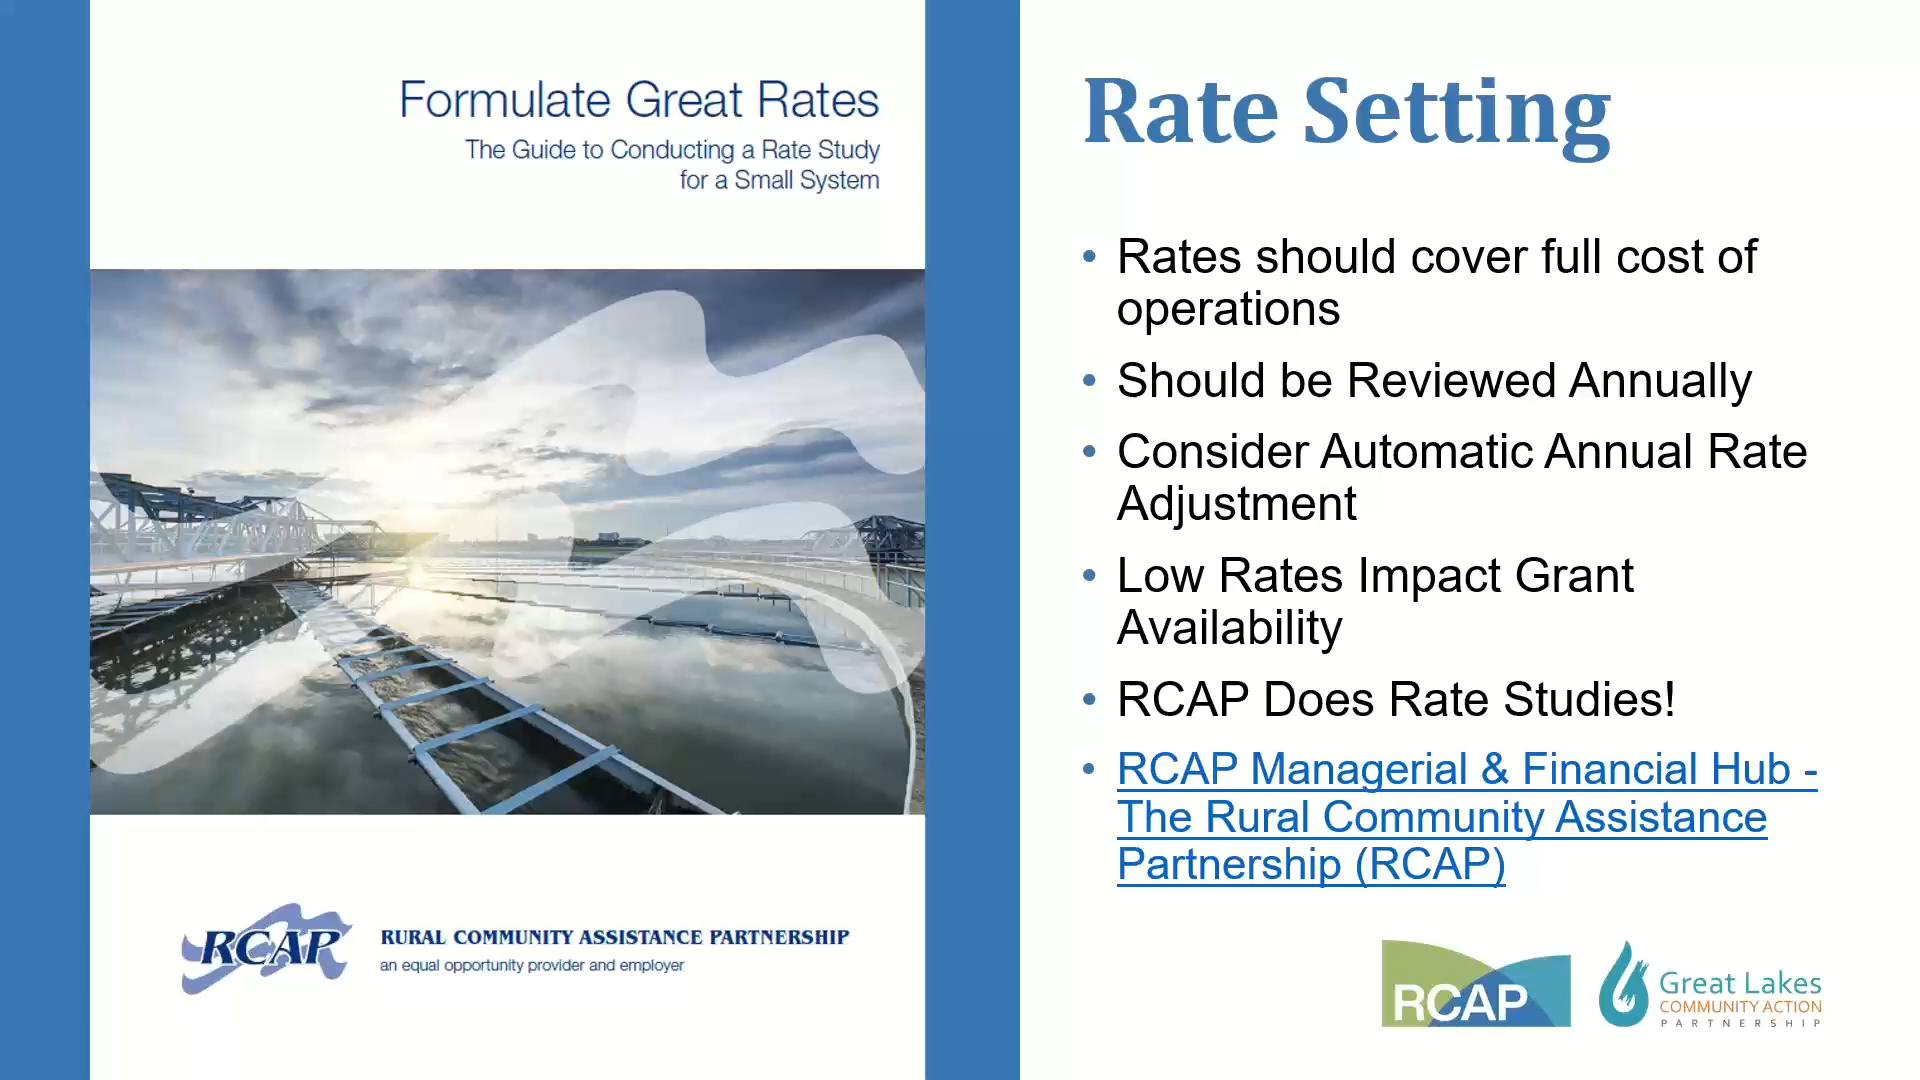 Formulate Great Rates
The Guide to Conducting a Rate Study
for a Small System
RCAP
RURAL COMMUNITY ASSISTANCE PARTNERSHIP
an equal opportunity provider and employer
Rate Setting
• Rates should cover full cost of
operations
• Should be Reviewed Annually
• Consider Automatic Annual Rate
Adjustment
• Low Rates Impact Grant
Availability
• RCAP Does Rate Studies!
• RCAP Managerial & Financial Hub -
The Rural Community Assistance
Partnership (RCAP)
RCAP
Great Lakes
COMMUNITY ACTION
PARTNERSHIP